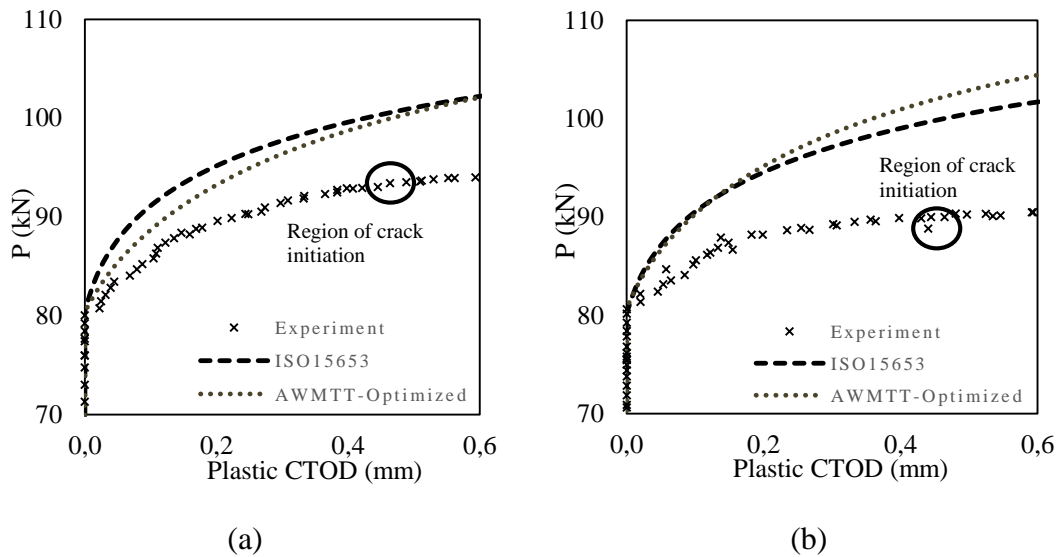 110
100
90
80
70
P (kN)
Region of crack
initiation
Experiment
ISO15653
AWMTT-Optimized
0,0 0,2 0,4 0,6
Plastic CTOD (mm)
(a)
110
100
90
80
70
P (kN)
Region of crack
initiation
Experiment
ISO15653
AWMTT-Optimized
0,0 0,2 0,4 0,6
Plastic CTOD (mm)
(b)